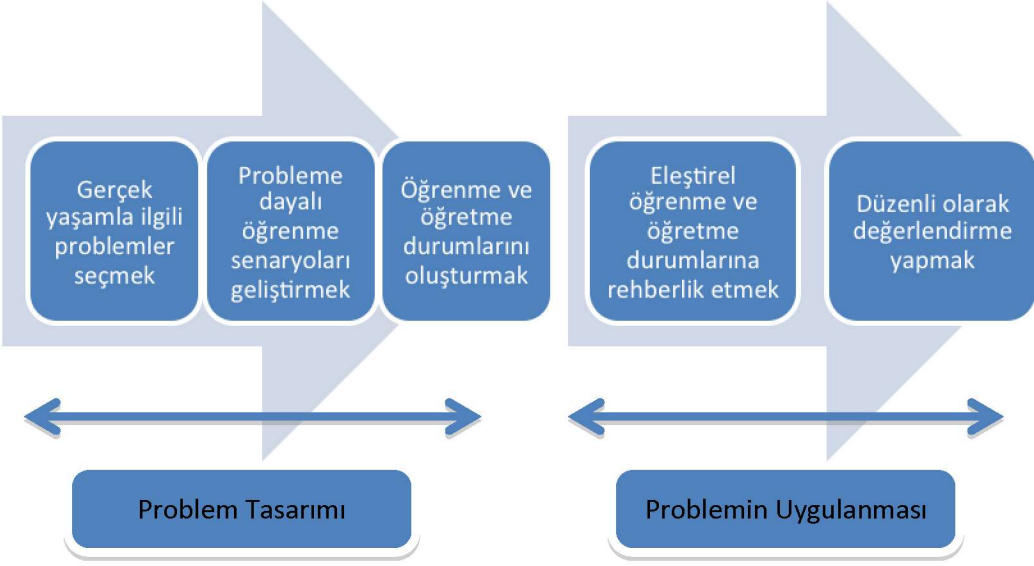 Gerçek
yaşamla ilgili
problemler
seçmek
Probleme
dayalı
öğrenme
senaryoları
geliştirmek
Öğrenme ve
öğretme
durumlarını
oluşturmak
Eleştirel
öğrenme ve
öğretme
durumlarına
rehberlik etmek
Düzenli olarak
değerlendirme
yapmak
Problem Tasarımı
Problemin Uygulanması